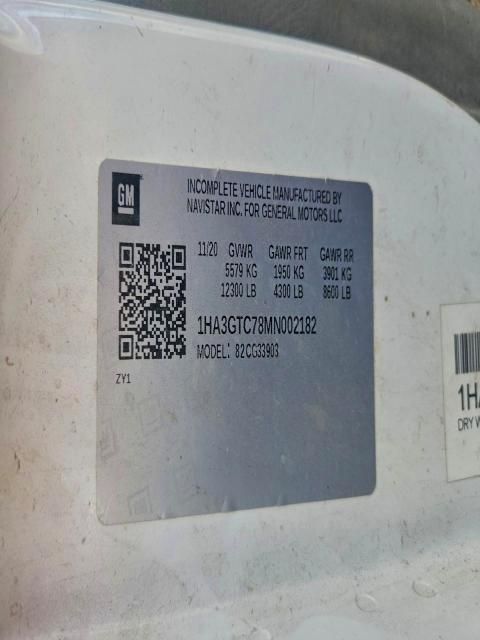 GM
INCOMPLETE VEHICLE MANUFACTURED BY
NAVISTAR INC. FOR GENERAL MOTORS LLC
11/20 GVWR GAWR FRT GAWR RR
5579 KG 1950 KG 3901 KG
12300 LB 4300 LB 8600 LB
1HA3GTC78MN002182
MODEL: 82CG33903
ZY1
1HA
DRY W